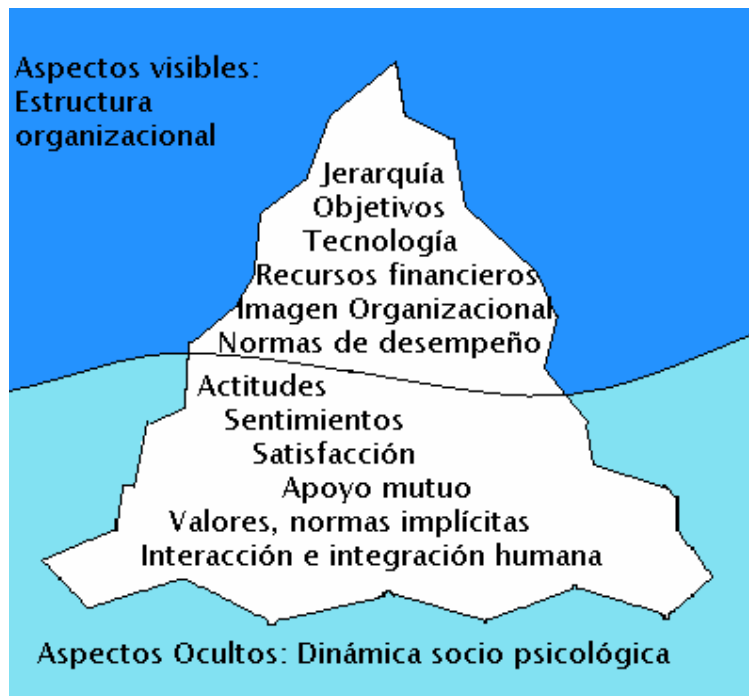 Aspectos visibles:
Estructura
organizacional
Jerarquía
Objetivos
Tecnología
Recursos financieros
Imagen Organizacional
Normas de desempeño
Actitudes
Sentimientos
Satisfacción
Apoyo mutuo
Valores, normas implícitas
Interacción e integración humana
Aspectos Ocultos: Dinámica socio psicológica